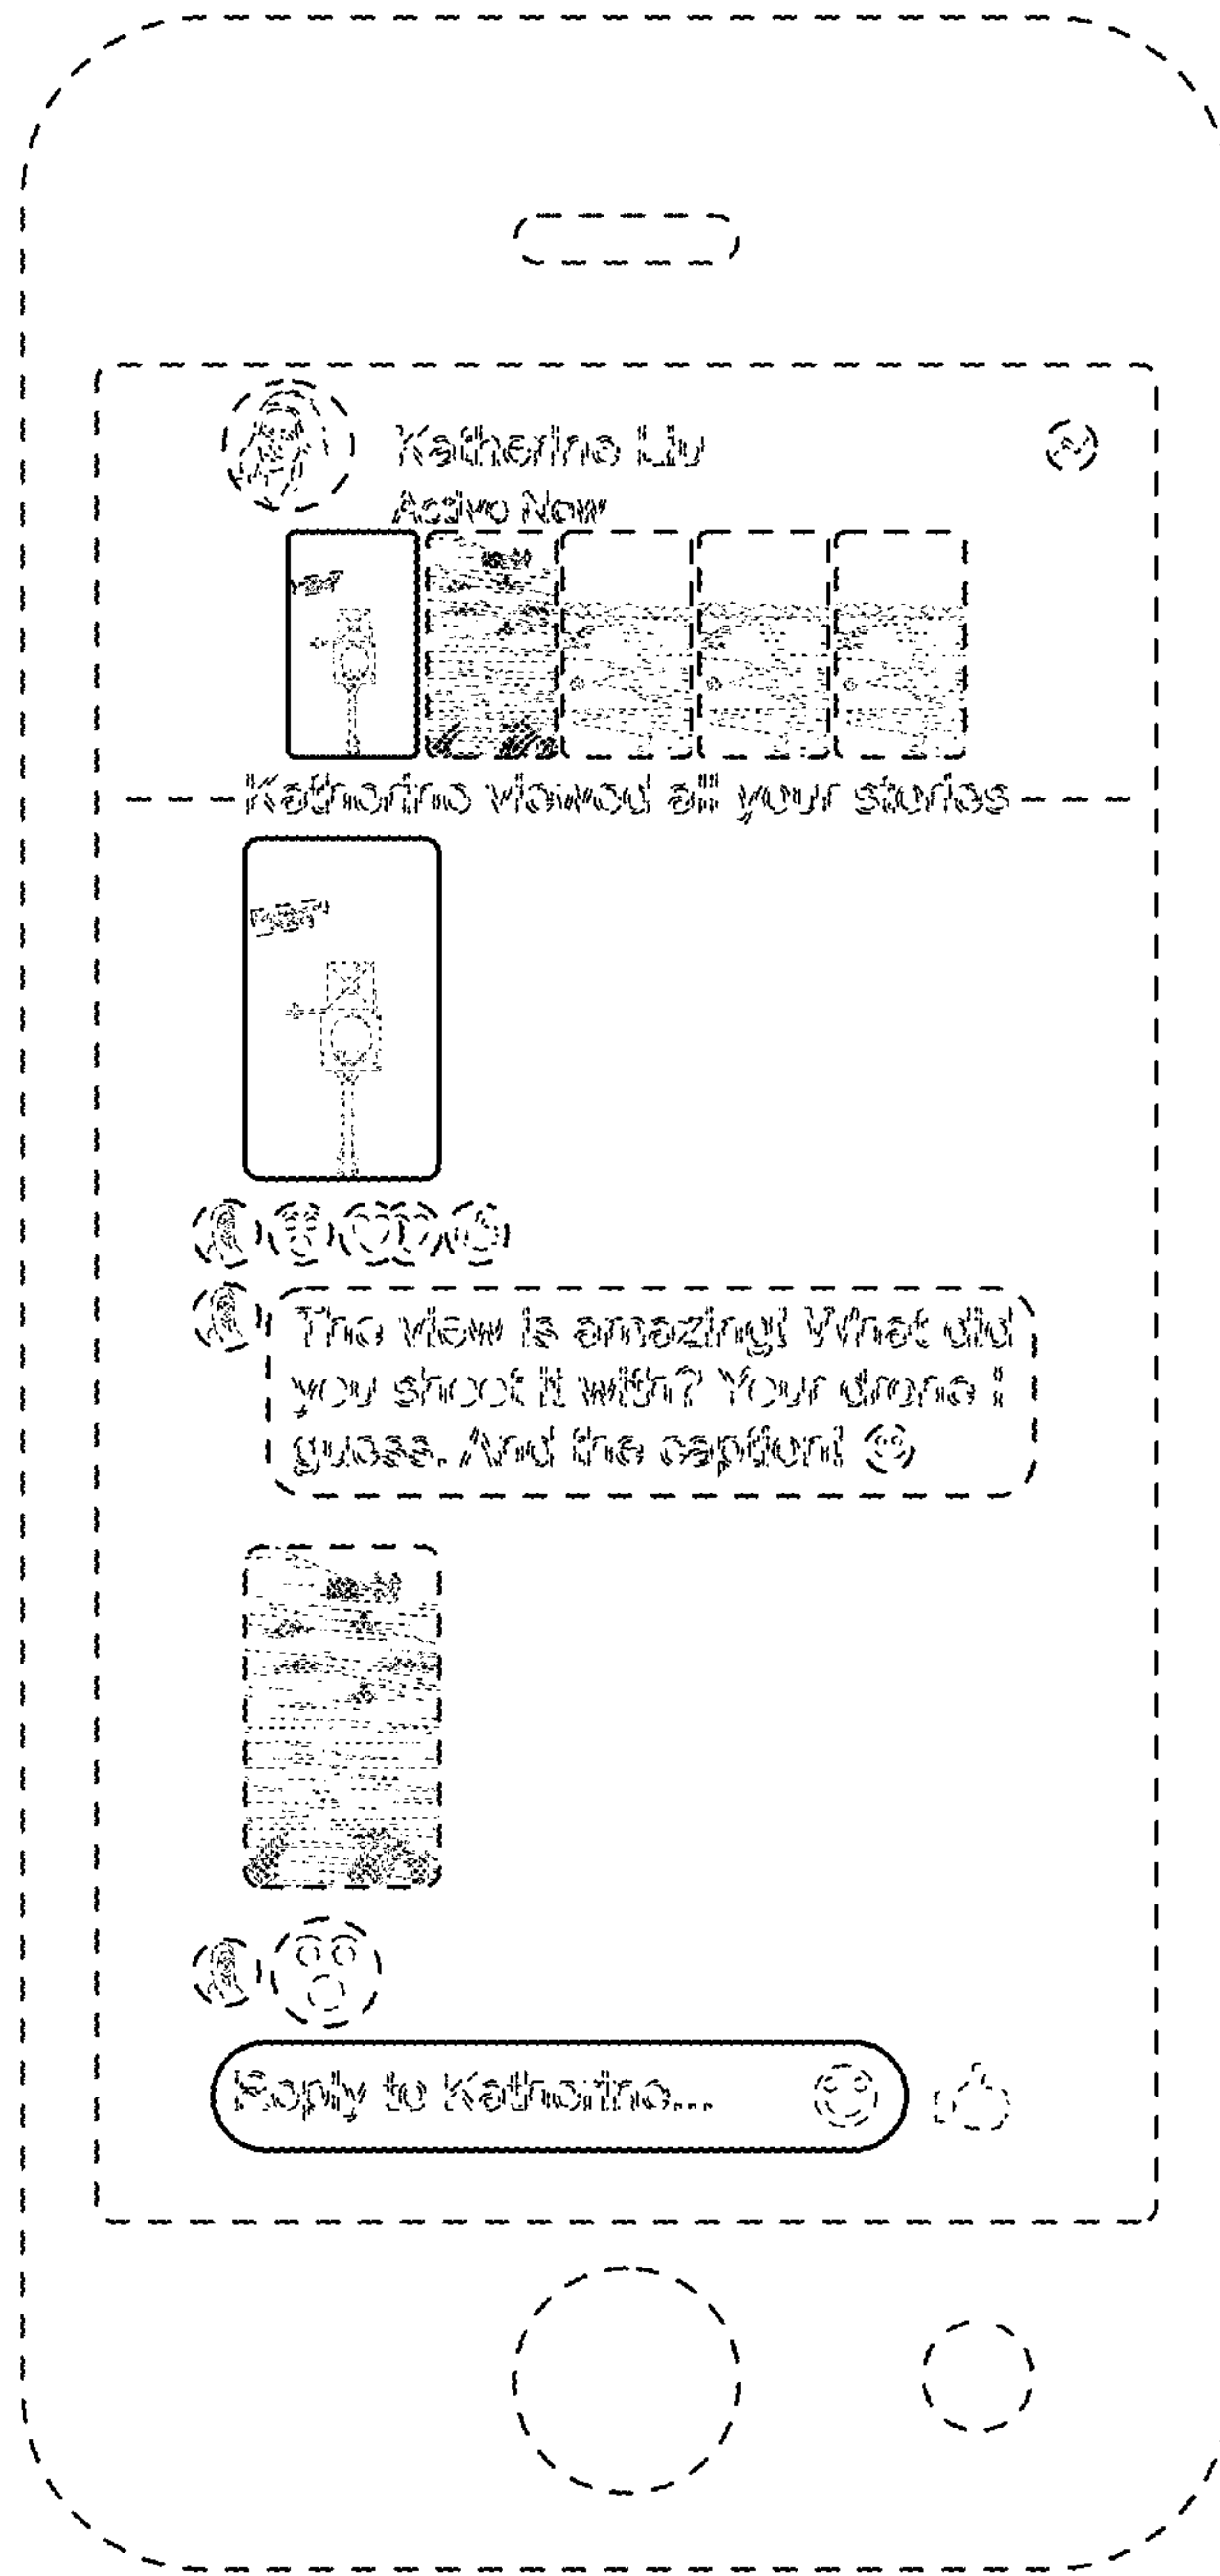 Katherine Liu
Active Now
Katherine viewed all your stories
The view is amazing! What did
you shoot it with? Your drone I
guess. And the caption!
Reply to Katherine...